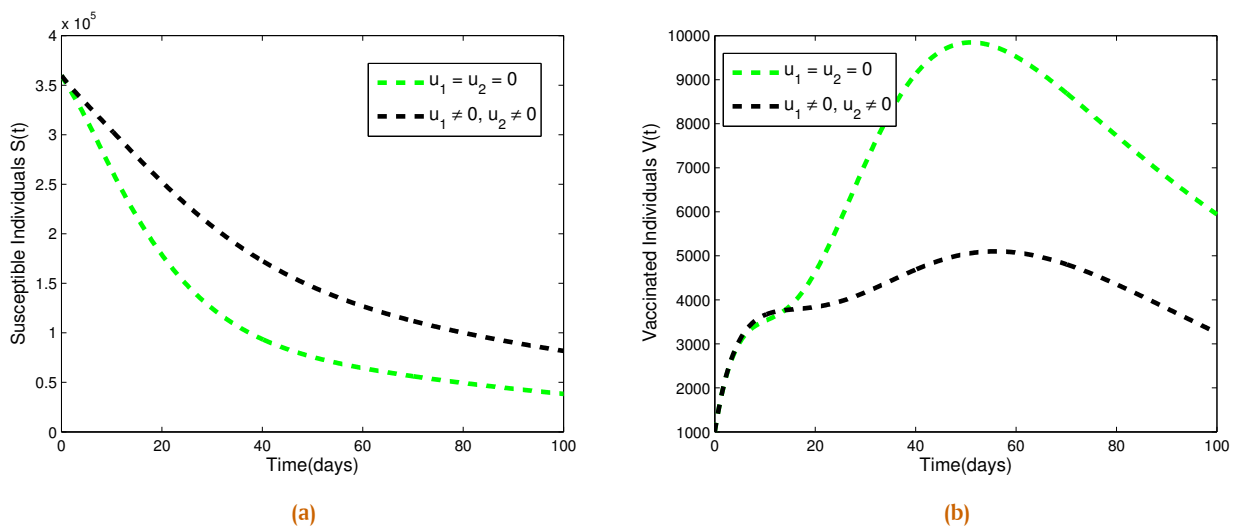 × 10⁵
4
3.5
3
2.5
2
1.5
1
0.5
0
0 20 40 60 80 100
Susceptible Individuals S(t)
Time(days)
u₁ = u₂ = 0
u₁ ≠ 0, u₂ ≠ 0
(a)
10000
9000
8000
7000
6000
5000
4000
3000
2000
1000
0 20 40 60 80 100
Vaccinated Individuals V(t)
Time(days)
u₁ = u₂ = 0
u₁ ≠ 0, u₂ ≠ 0
(b)